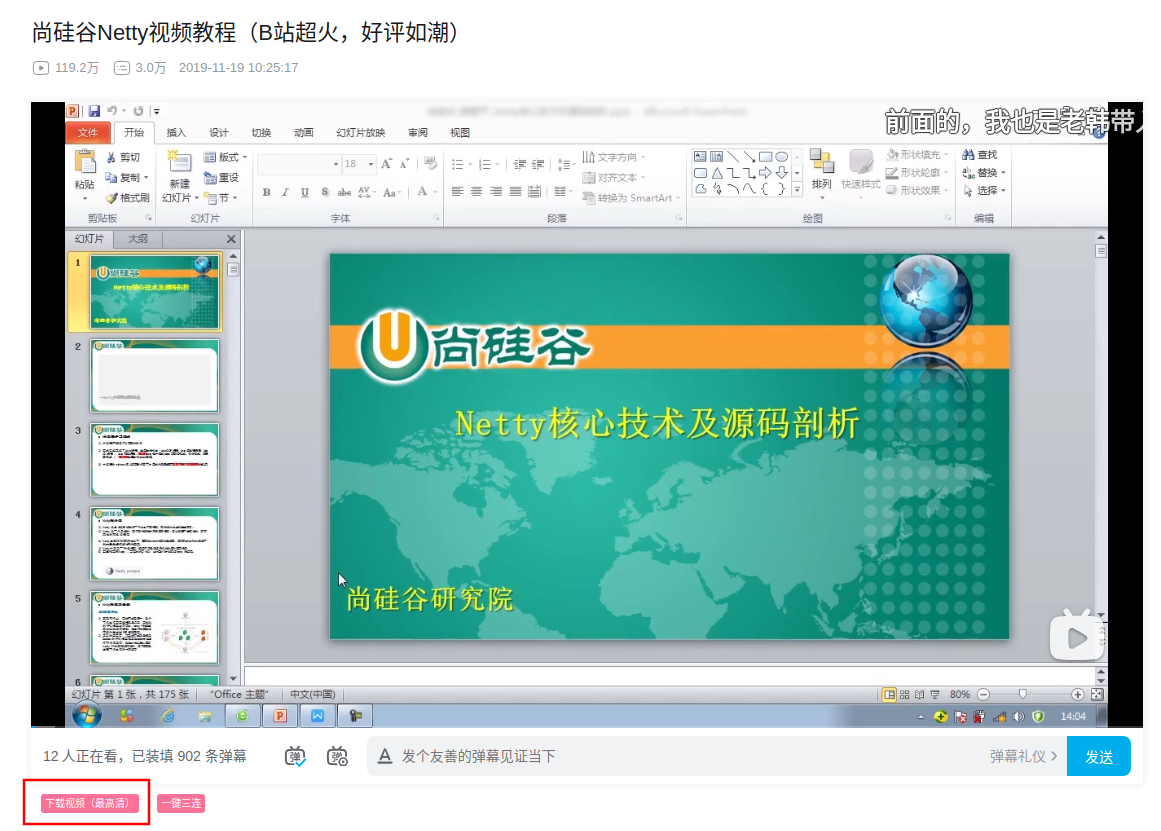 尚硅谷Netty视频教程（B站超火，好评如潮）
119.2万 3.0万 2019-11-19 10:25:17
前面的，我也是老韩带
文件 开始 插入 设计 切换 动画 幻灯片放映 审阅 视图
剪切 版式 18 文字方向 形状填充 查找
粘贴 复制 新建 重设 对齐文本 排列 快速样式 形状轮廓 替换
格式刷 幻灯片 节 B I U S abc AV Aa A 转换为 SmartArt 形状效果 选择
剪贴板 幻灯片 字体 段落 绘图 编辑
幻灯片 大纲
1
2
3
4
5
6
尚硅谷
Netty核心技术及源码剖析
尚硅谷研究院
幻灯片 第 1 张，共 175 张 "Office 主题" 中文(中国) 80%
14:04
12 人正在看，已装填 902 条弹幕 弹 弹 A 发个友善的弹幕见证当下 弹幕礼仪 > 发送
下载视频（最高清） 一键三连